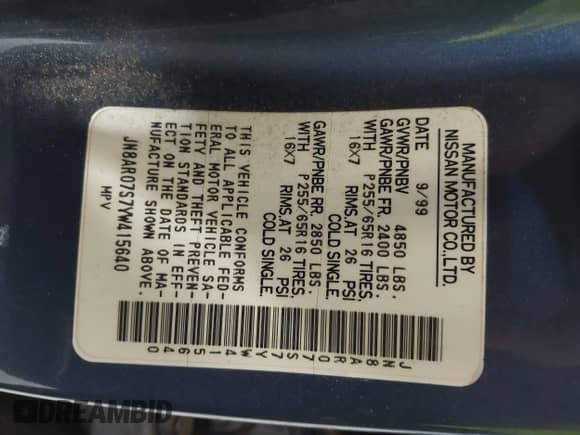 MANUFACTURED BY
NISSAN MOTOR CO.,LTD.
DATE 9/99
GVWR/PNBV 4850 LBS.
GAWR/PNBE FR. 2400 LBS.
WITH P255/65R16 TIRES,
16X7 RIMS,AT 26 PSI
COLD SINGLE.
GAWR/PNBE RR. 2850 LBS.
WITH P255/65R16 TIRES,
16X7 RIMS,AT 26 PSI
COLD SINGLE.
THIS VEHICLE CONFORMS
TO ALL APPLICABLE FED-
ERAL MOTOR VEHICLE SA-
FETY AND THEFT PREVEN-
TION STANDARDS IN EFF-
ECT ON THE DATE OF MA-
NUFACTURE SHOWN ABOVE.
JN8AR07S7YW415640
MPV
JN8AR07S7YW415640
DREAMBID